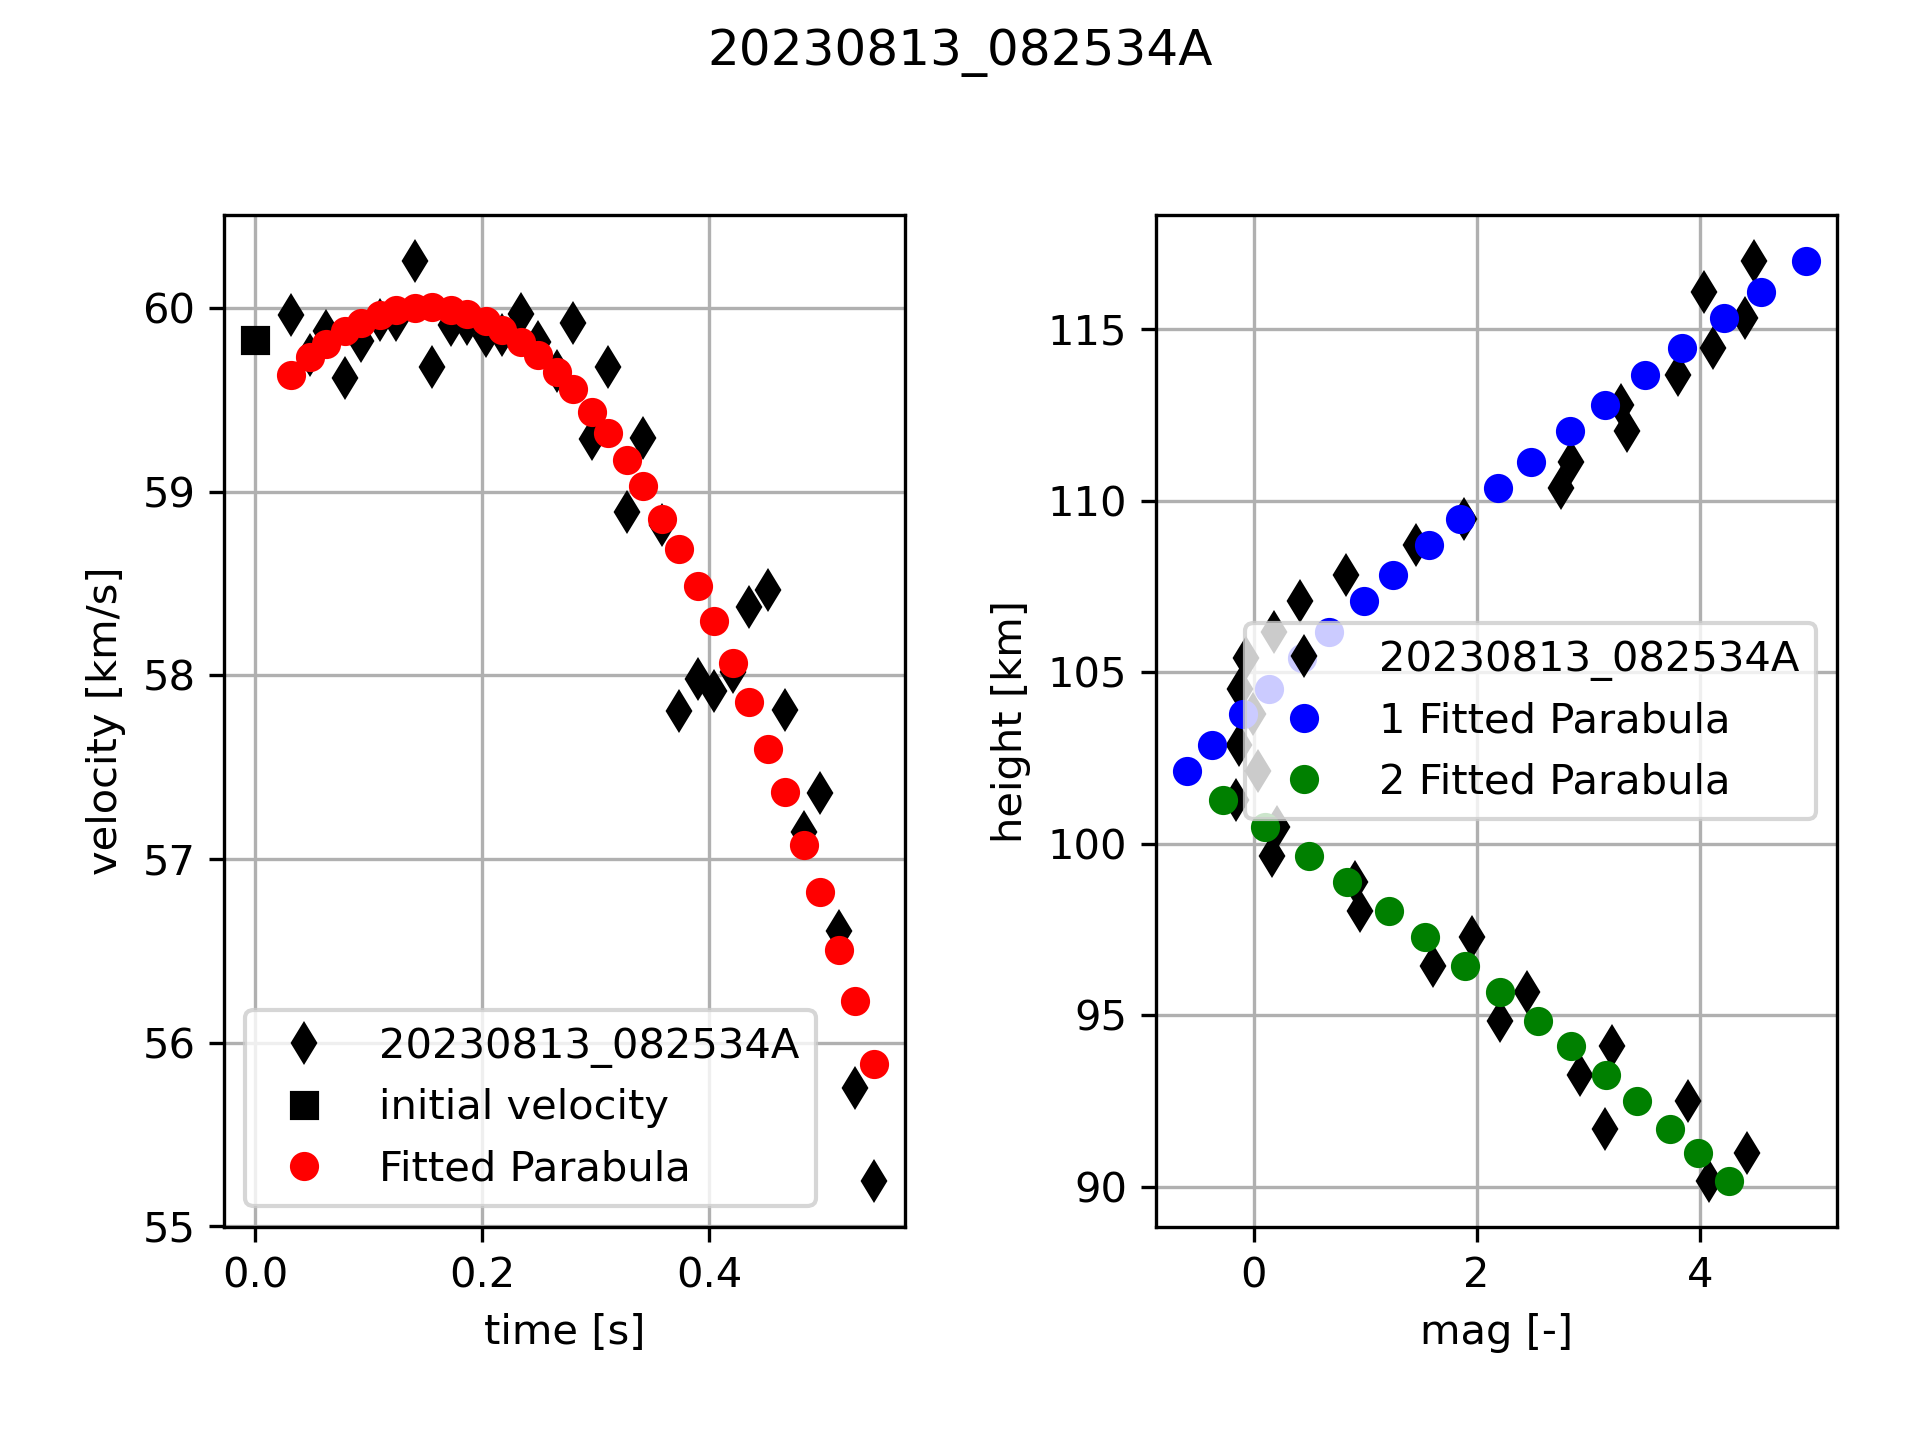 20230813_082534A
velocity [km/s]
60
59
58
57
56
55
0.0 0.2 0.4
time [s]
20230813_082534A
initial velocity
Fitted Parabula
height [km]
115
110
105
100
95
90
0 2 4
mag [-]
20230813_082534A
1 Fitted Parabula
2 Fitted Parabula